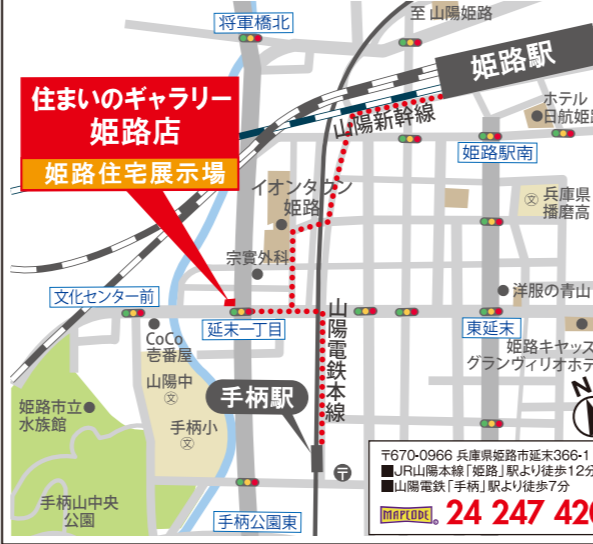 至 山陽姫路
将軍橋北
姫路駅
住まいのギャラリー
姫路店
姫路住宅展示場
ホテル
日航姫路
山陽新幹線
姫路駅南
イオンタウン
姫路
文
兵庫県
播磨高
宗實外科
文化センター前
洋服の青山
延末一丁目
山陽電鉄本線
東延末
CoCo
壱番屋
姫路キヤッス
グランヴィリオホテ
山陽中
文
手柄駅
N
姫路市立
水族館
手柄小
文
〒
手柄山中央
公園
手柄公園東
〒670-0966 兵庫県姫路市延末366-1
■JR山陽本線「姫路」駅より徒歩12分
■山陽電鉄「手柄」駅より徒歩7分
MAPCODE 24 247 420